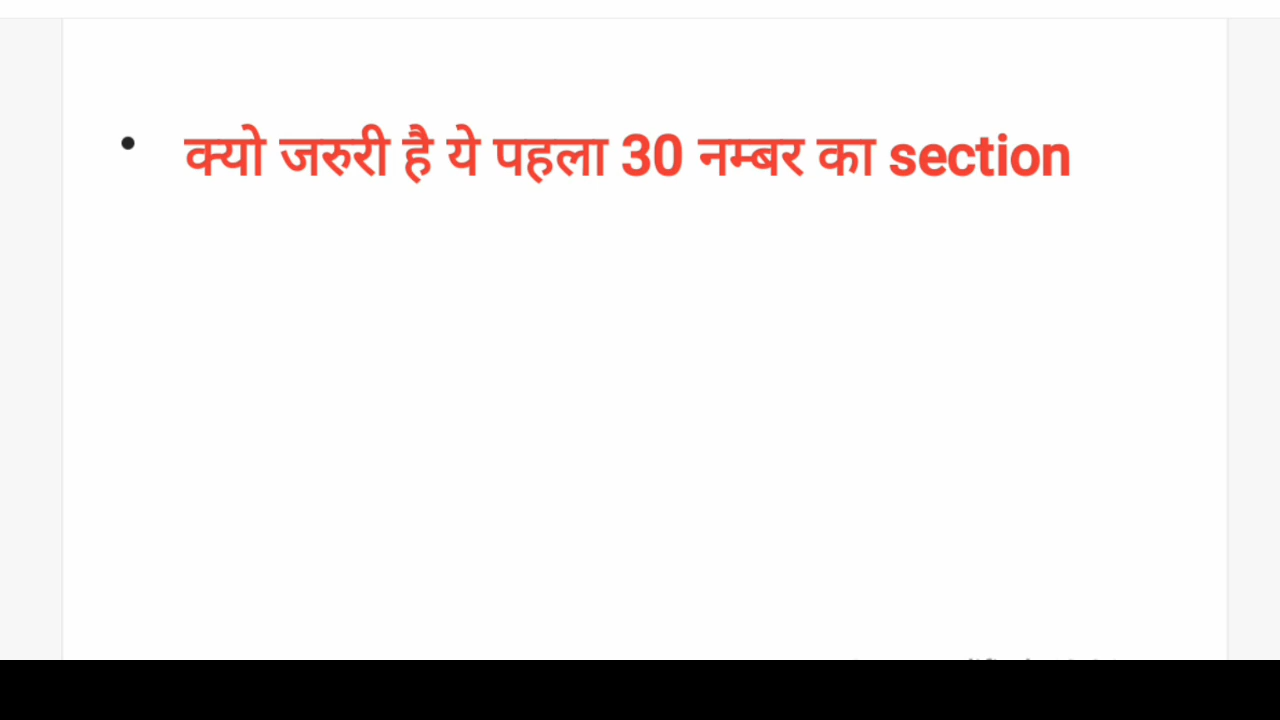 • क्यो जरुरी है ये पहला 30 नम्बर का section